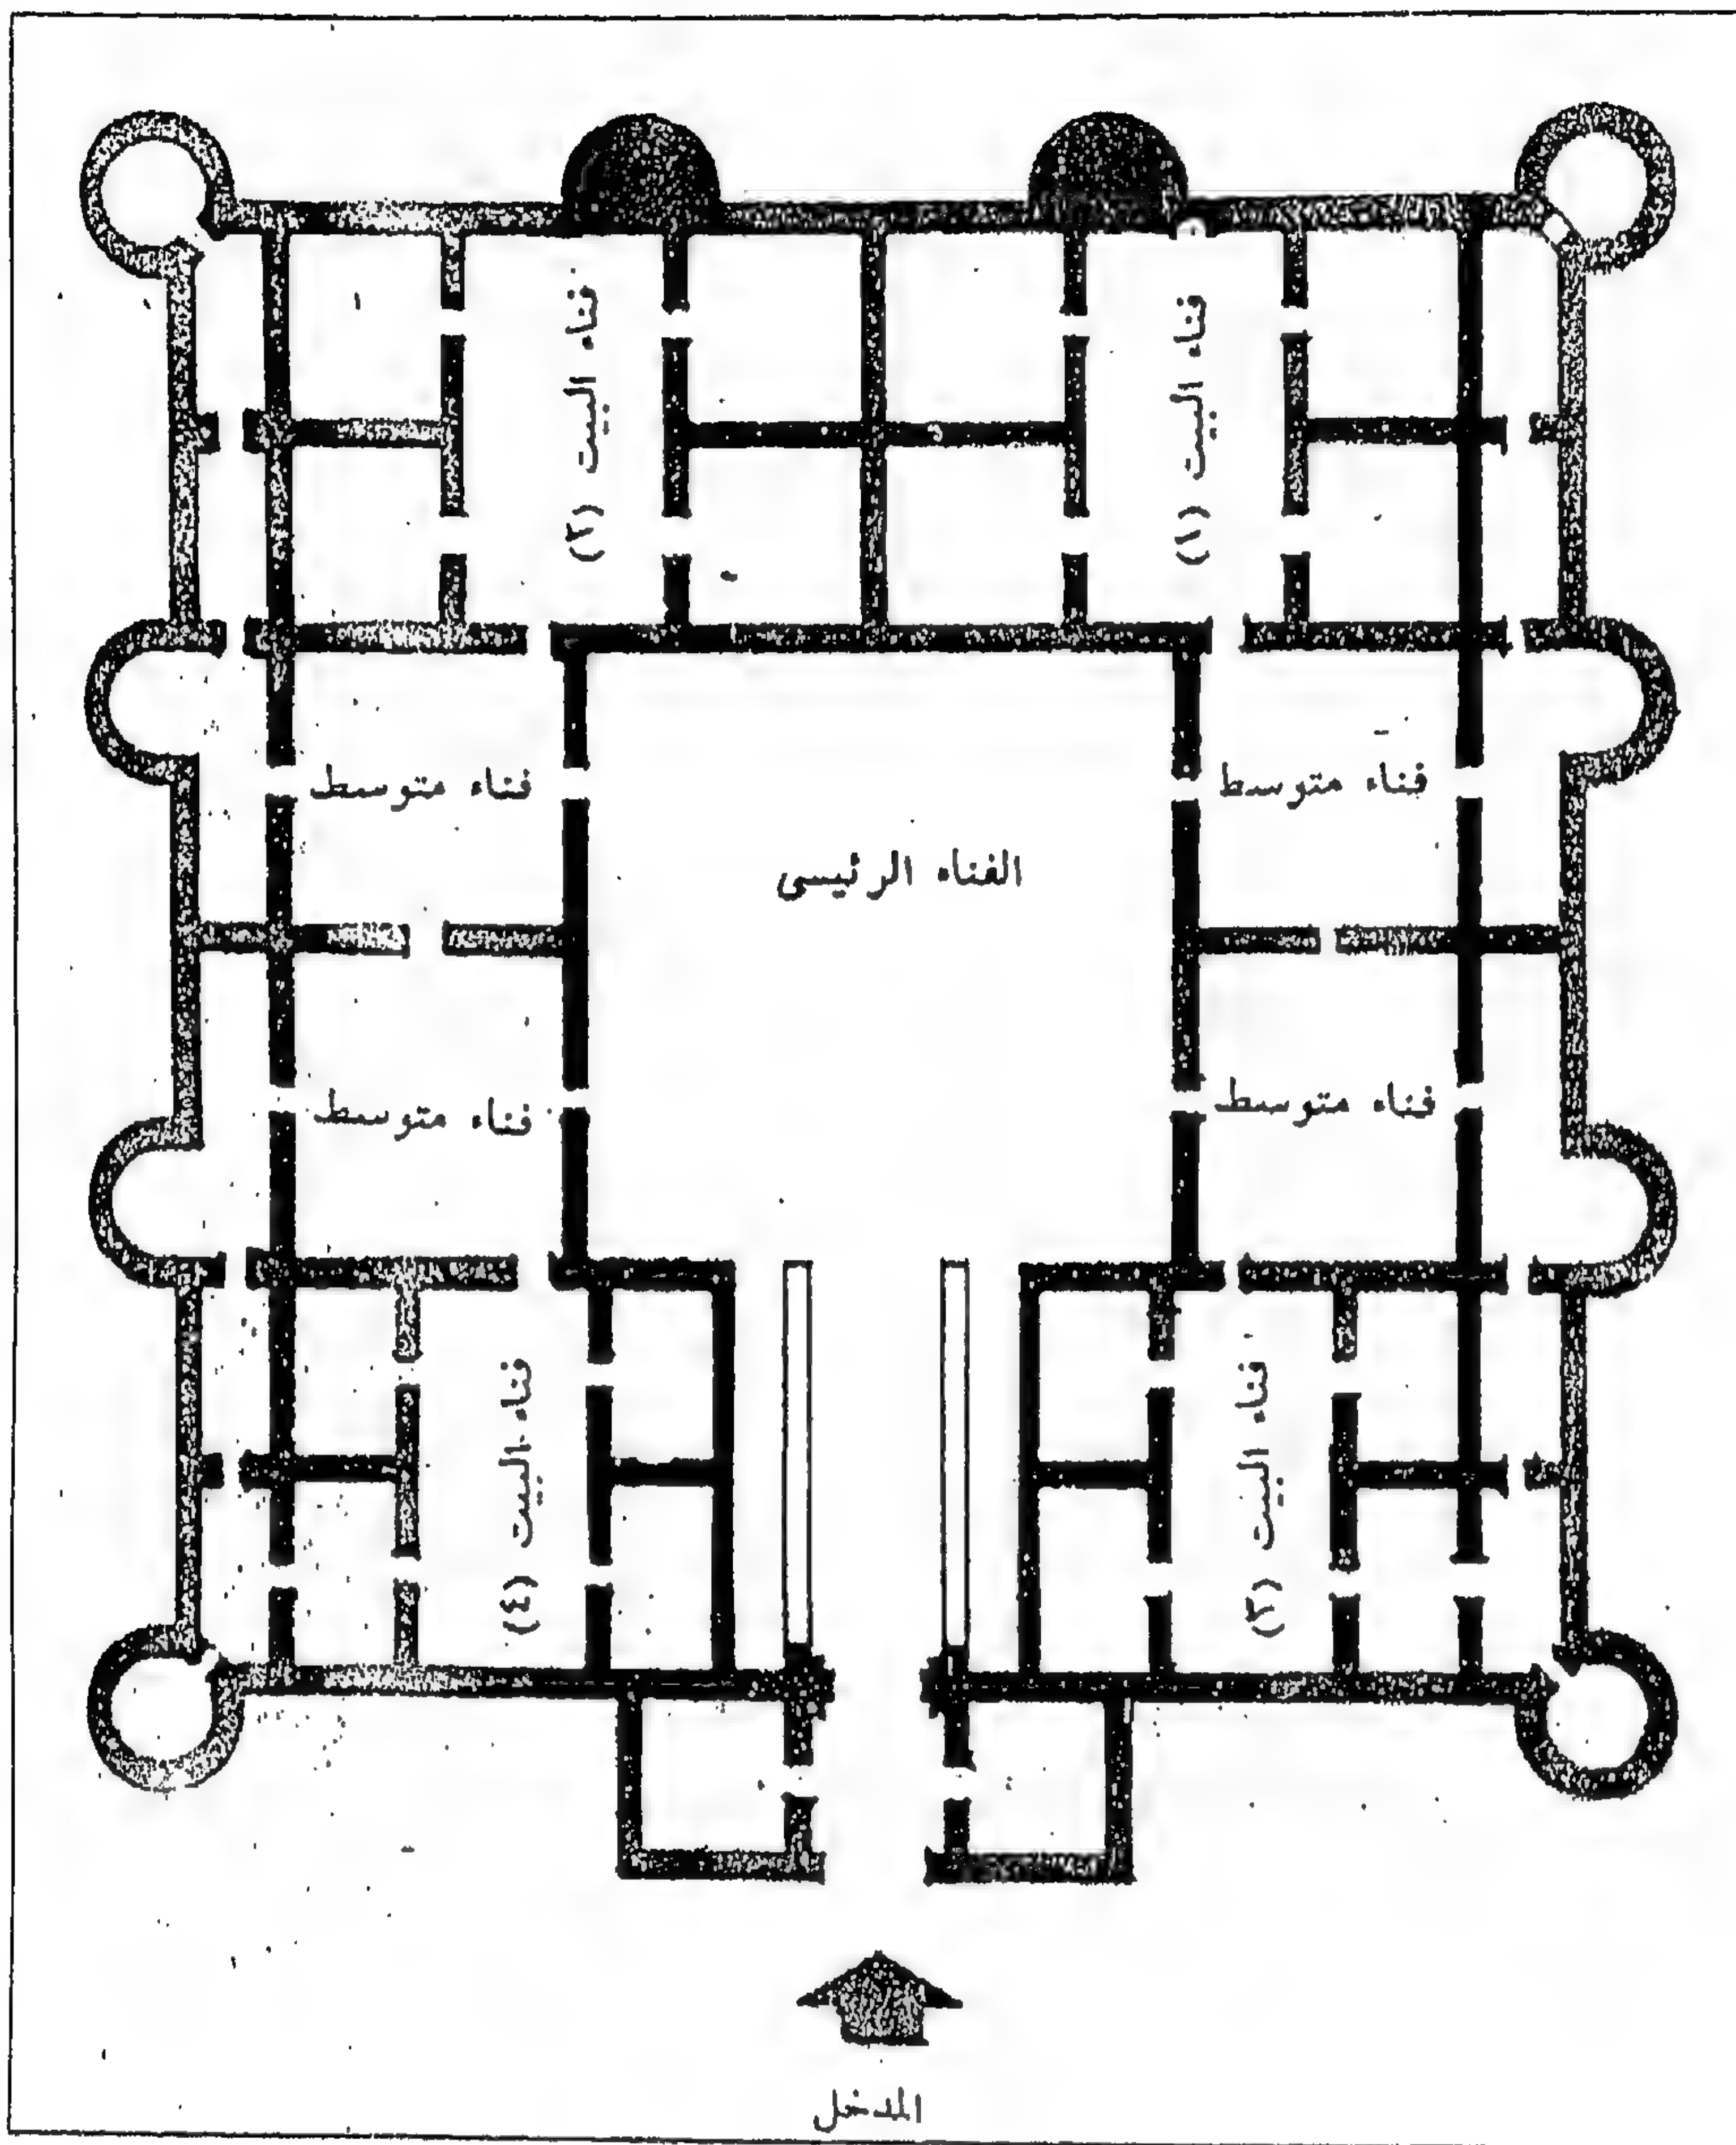 فناء البيت (١)
فناء البيت (٢)
فناء متوسط
فناء متوسط
الفناء الرئيسى
فناء متوسط
فناء متوسط
فناء البيت (٣)
فناء البيت (٤)
المدخل